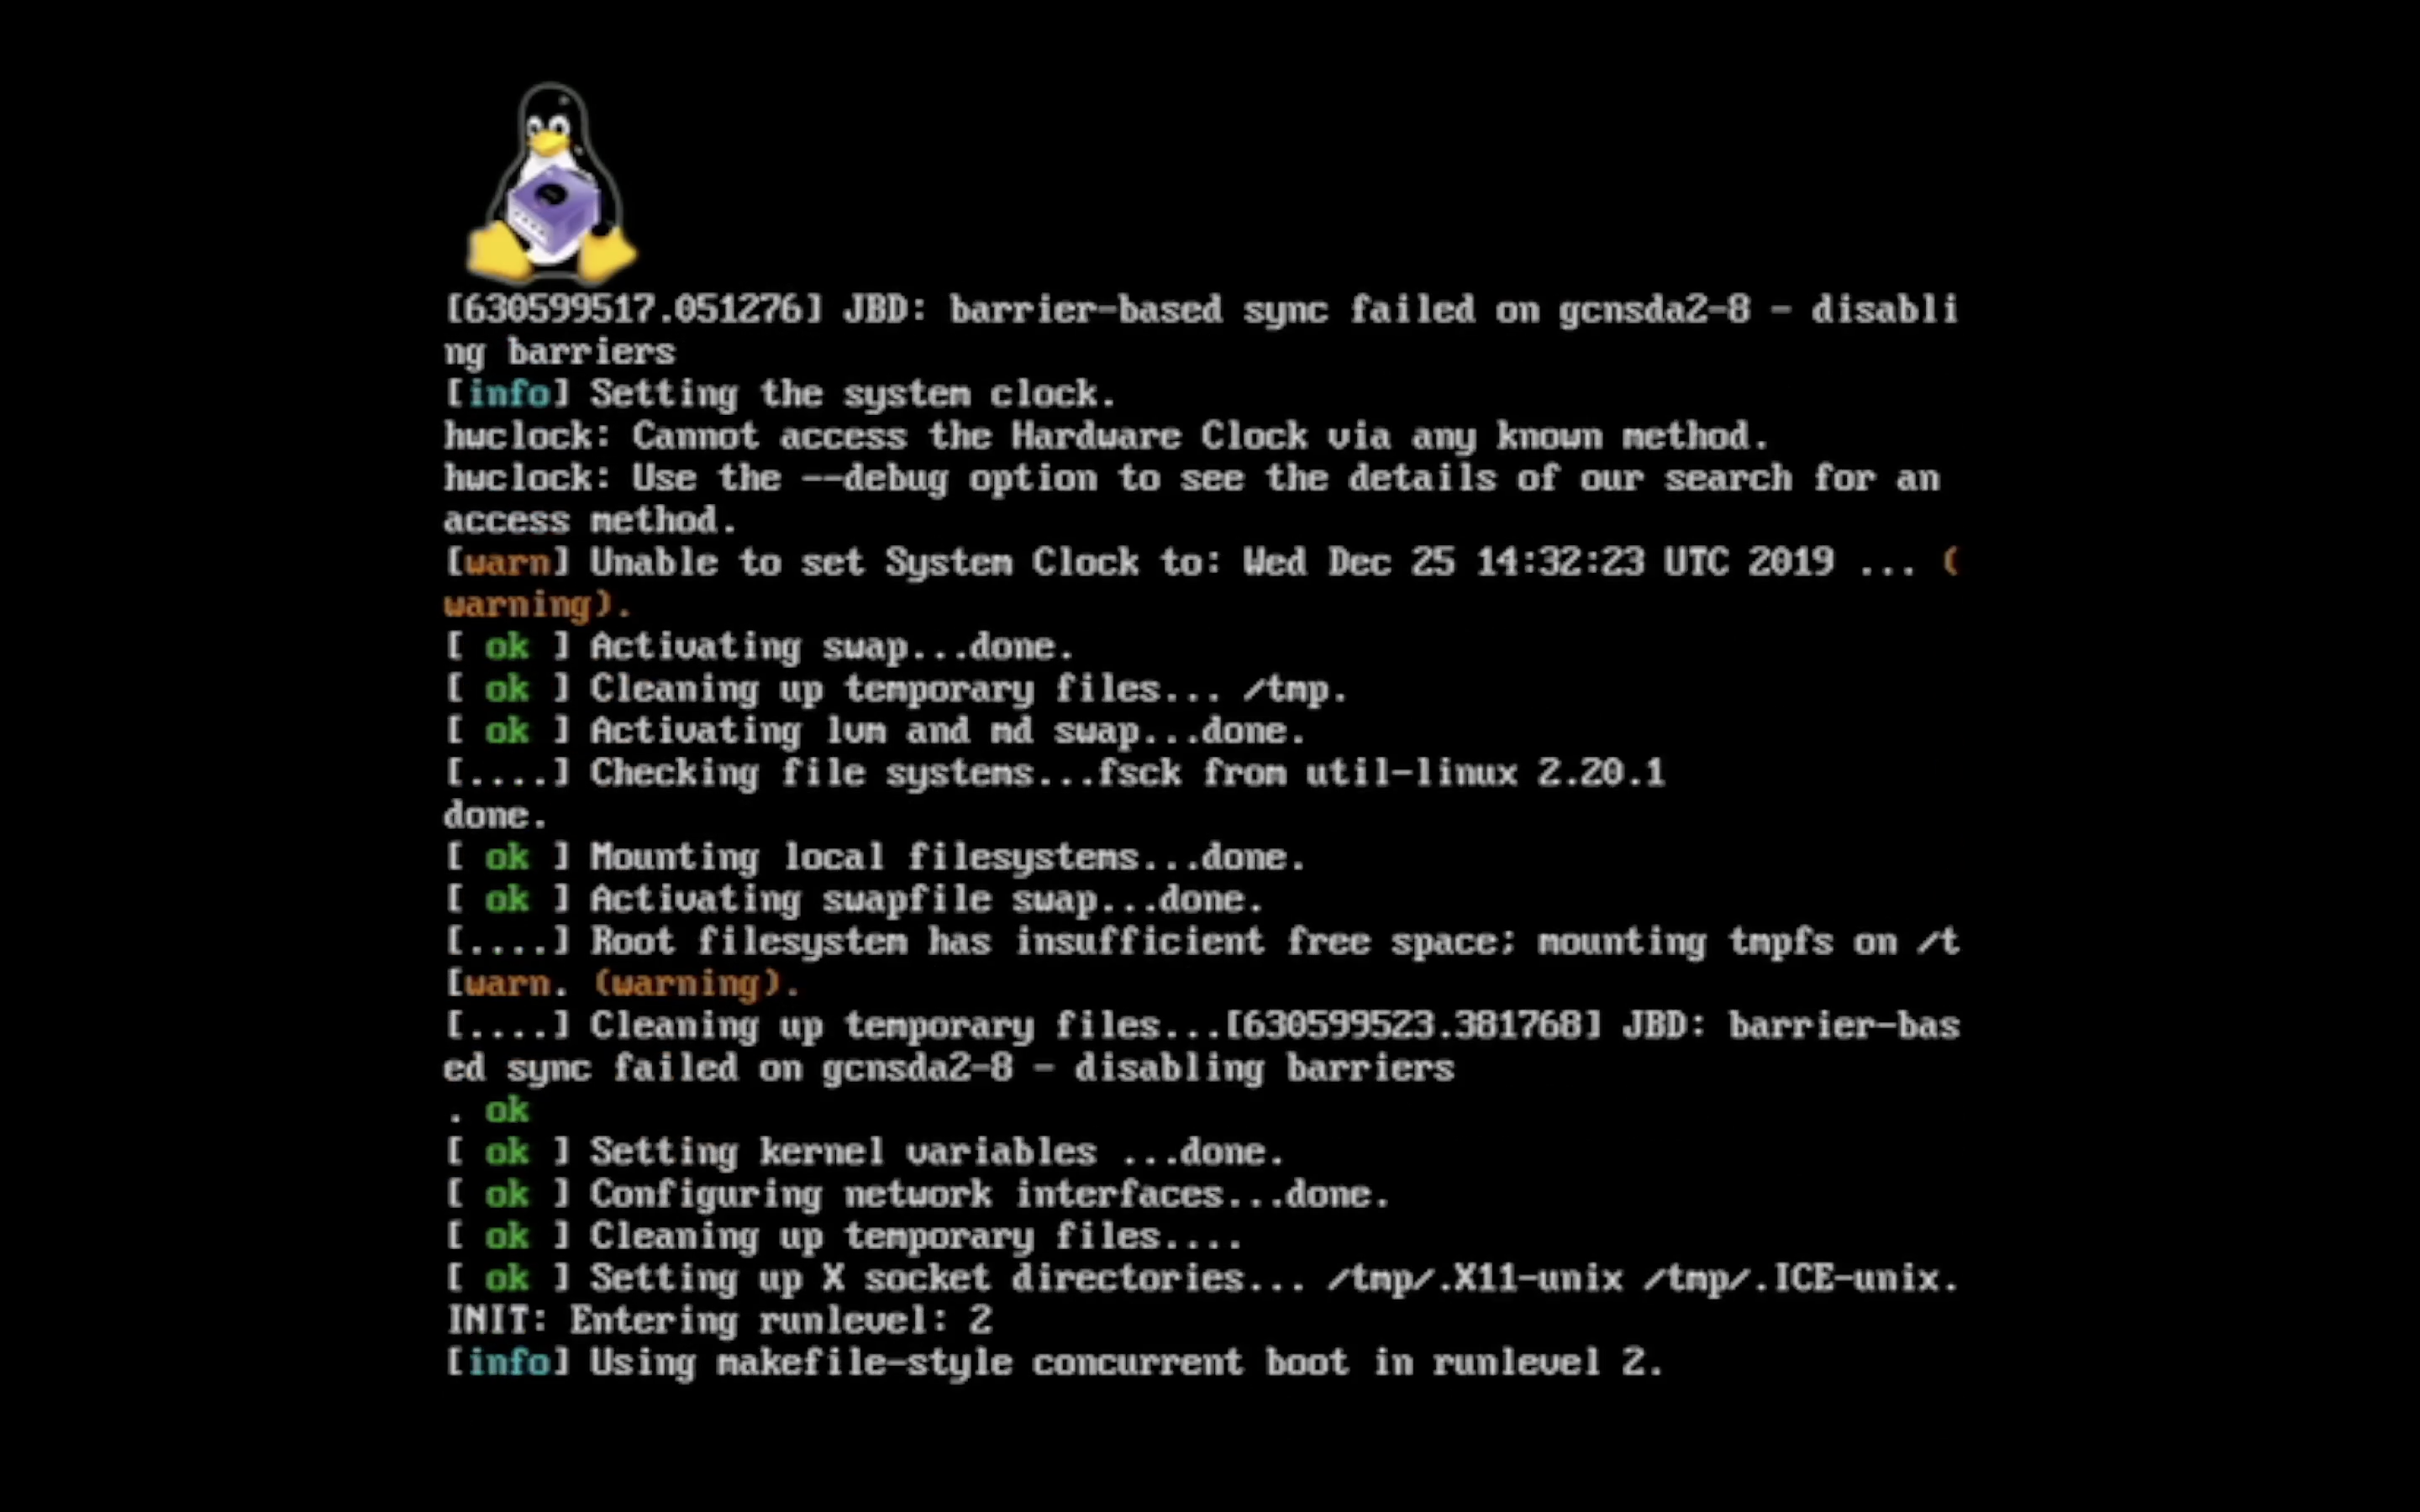 [630599517.051276] JBD: barrier-based sync failed on gcnsda2-8 - disabli
ng barriers
[info] Setting the system clock.
hwclock: Cannot access the Hardware Clock via any known method.
hwclock: Use the --debug option to see the details of our search for an
access method.
[warn] Unable to set System Clock to: Wed Dec 25 14:32:23 UTC 2019 ... (
warning).
[ ok ] Activating swap...done.
[ ok ] Cleaning up temporary files... /tmp.
[ ok ] Activating lvm and md swap...done.
[....] Checking file systems...fsck from util-linux 2.20.1
done.
[ ok ] Mounting local filesystems...done.
[ ok ] Activating swapfile swap...done.
[....] Root filesystem has insufficient free space; mounting tmpfs on /t
[warn. (warning).
[....] Cleaning up temporary files...[630599523.381768] JBD: barrier-bas
ed sync failed on gcnsda2-8 - disabling barriers
. ok
[ ok ] Setting kernel variables ...done.
[ ok ] Configuring network interfaces...done.
[ ok ] Cleaning up temporary files....
[ ok ] Setting up X socket directories... /tmp/.X11-unix /tmp/.ICE-unix.
INIT: Entering runlevel: 2
[info] Using makefile-style concurrent boot in runlevel 2.